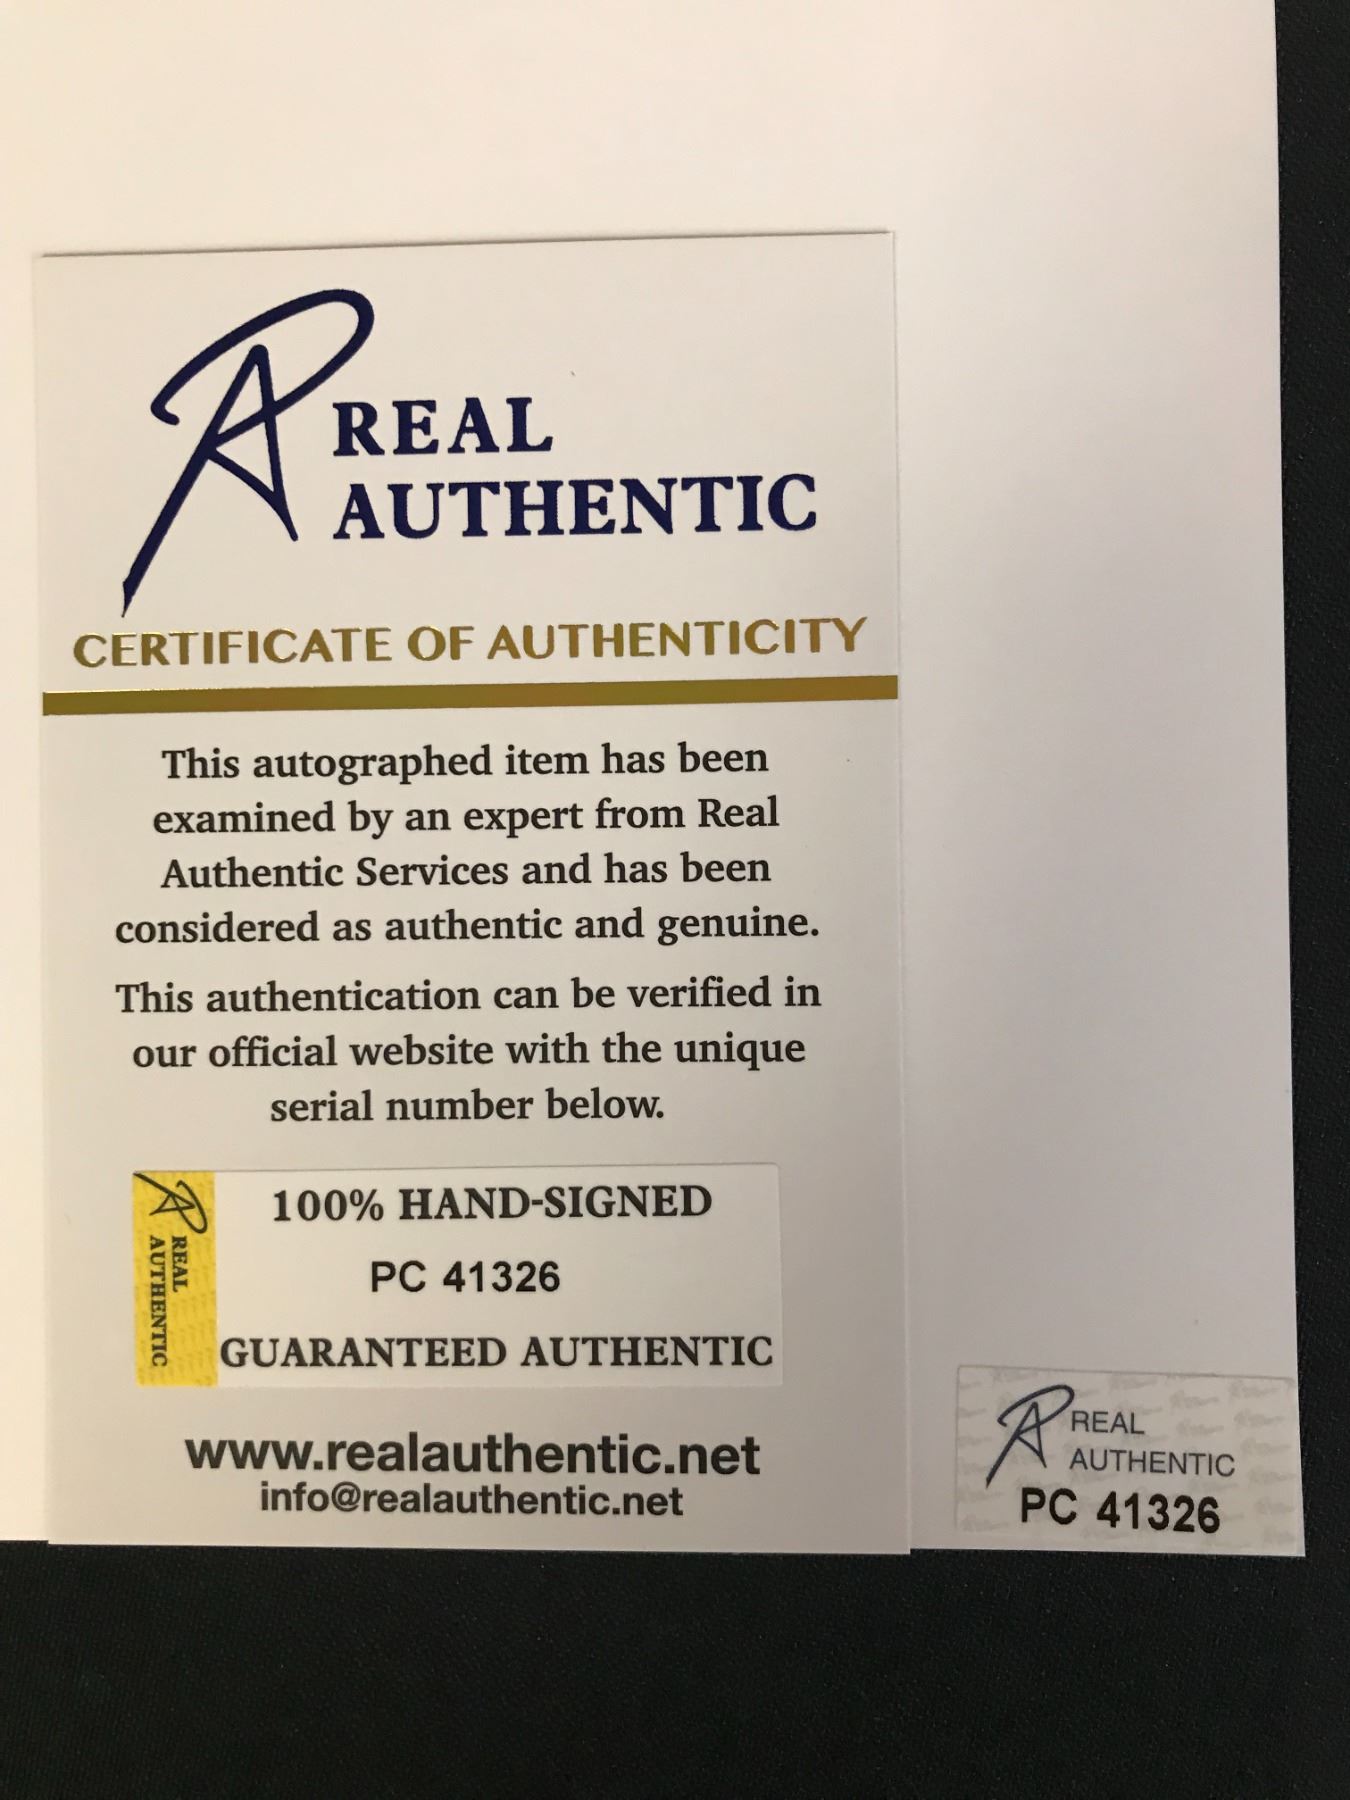 REAL
AUTHENTIC
CERTIFICATE OF AUTHENTICITY
This autographed item has been
examined by an expert from Real
Authentic Services and has been
considered as authentic and genuine.
This authentication can be verified in
our official website with the unique
serial number below.
REAL
AUTHENTIC
100% HAND-SIGNED
PC 41326
GUARANTEED AUTHENTIC
www.realauthentic.net
info@realauthentic.net
REAL
AUTHENTIC
PC 41326